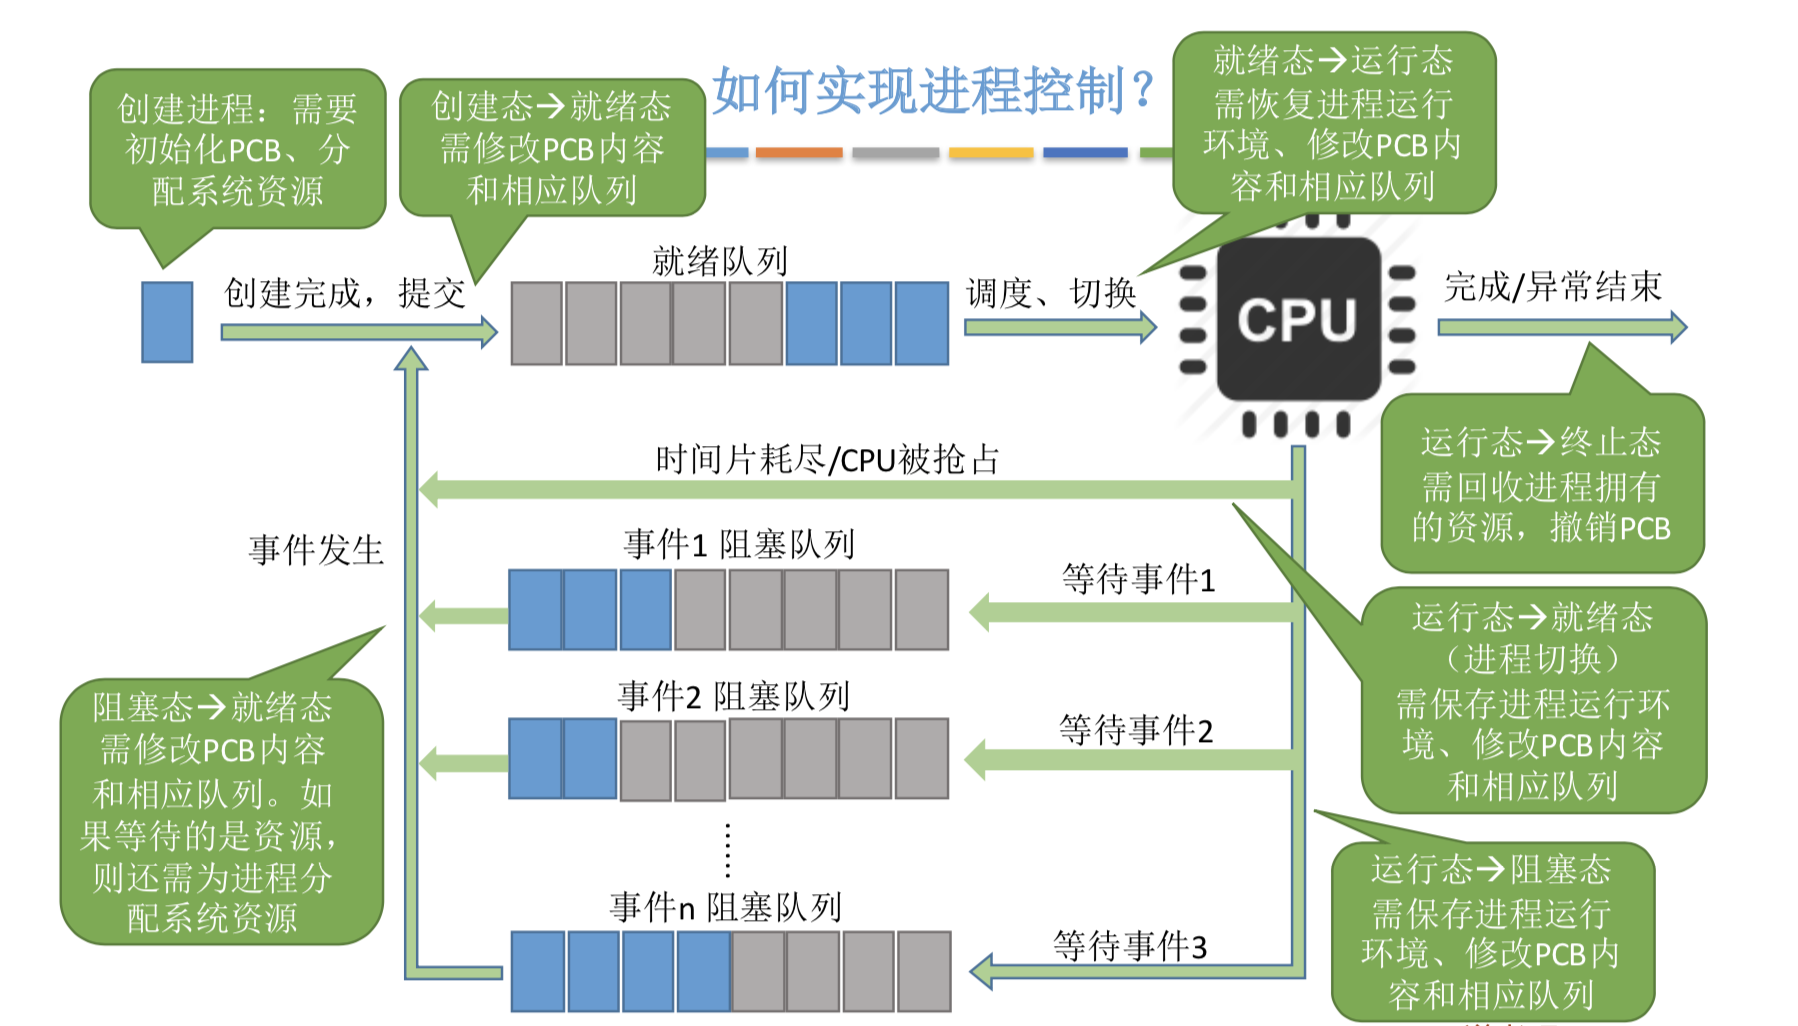 如何实现进程控制？
创建进程：需要
初始化PCB、分
配系统资源
创建态→就绪态
需修改PCB内容
和相应队列
就绪态→运行态
需恢复进程运行
环境、修改PCB内
容和相应队列
创建完成，提交
就绪队列
调度、切换
CPU
完成/异常结束
运行态→终止态
需回收进程拥有
的资源，撤销PCB
时间片耗尽/CPU被抢占
事件发生
事件1 阻塞队列
等待事件1
运行态→就绪态
（进程切换）
需保存进程运行环
境、修改PCB内容
和相应队列
事件2 阻塞队列
等待事件2
阻塞态→就绪态
需修改PCB内容
和相应队列。如
果等待的是资源，
则还需为进程分
配系统资源
……
事件n 阻塞队列
等待事件3
运行态→阻塞态
需保存进程运行
环境、修改PCB内
容和相应队列